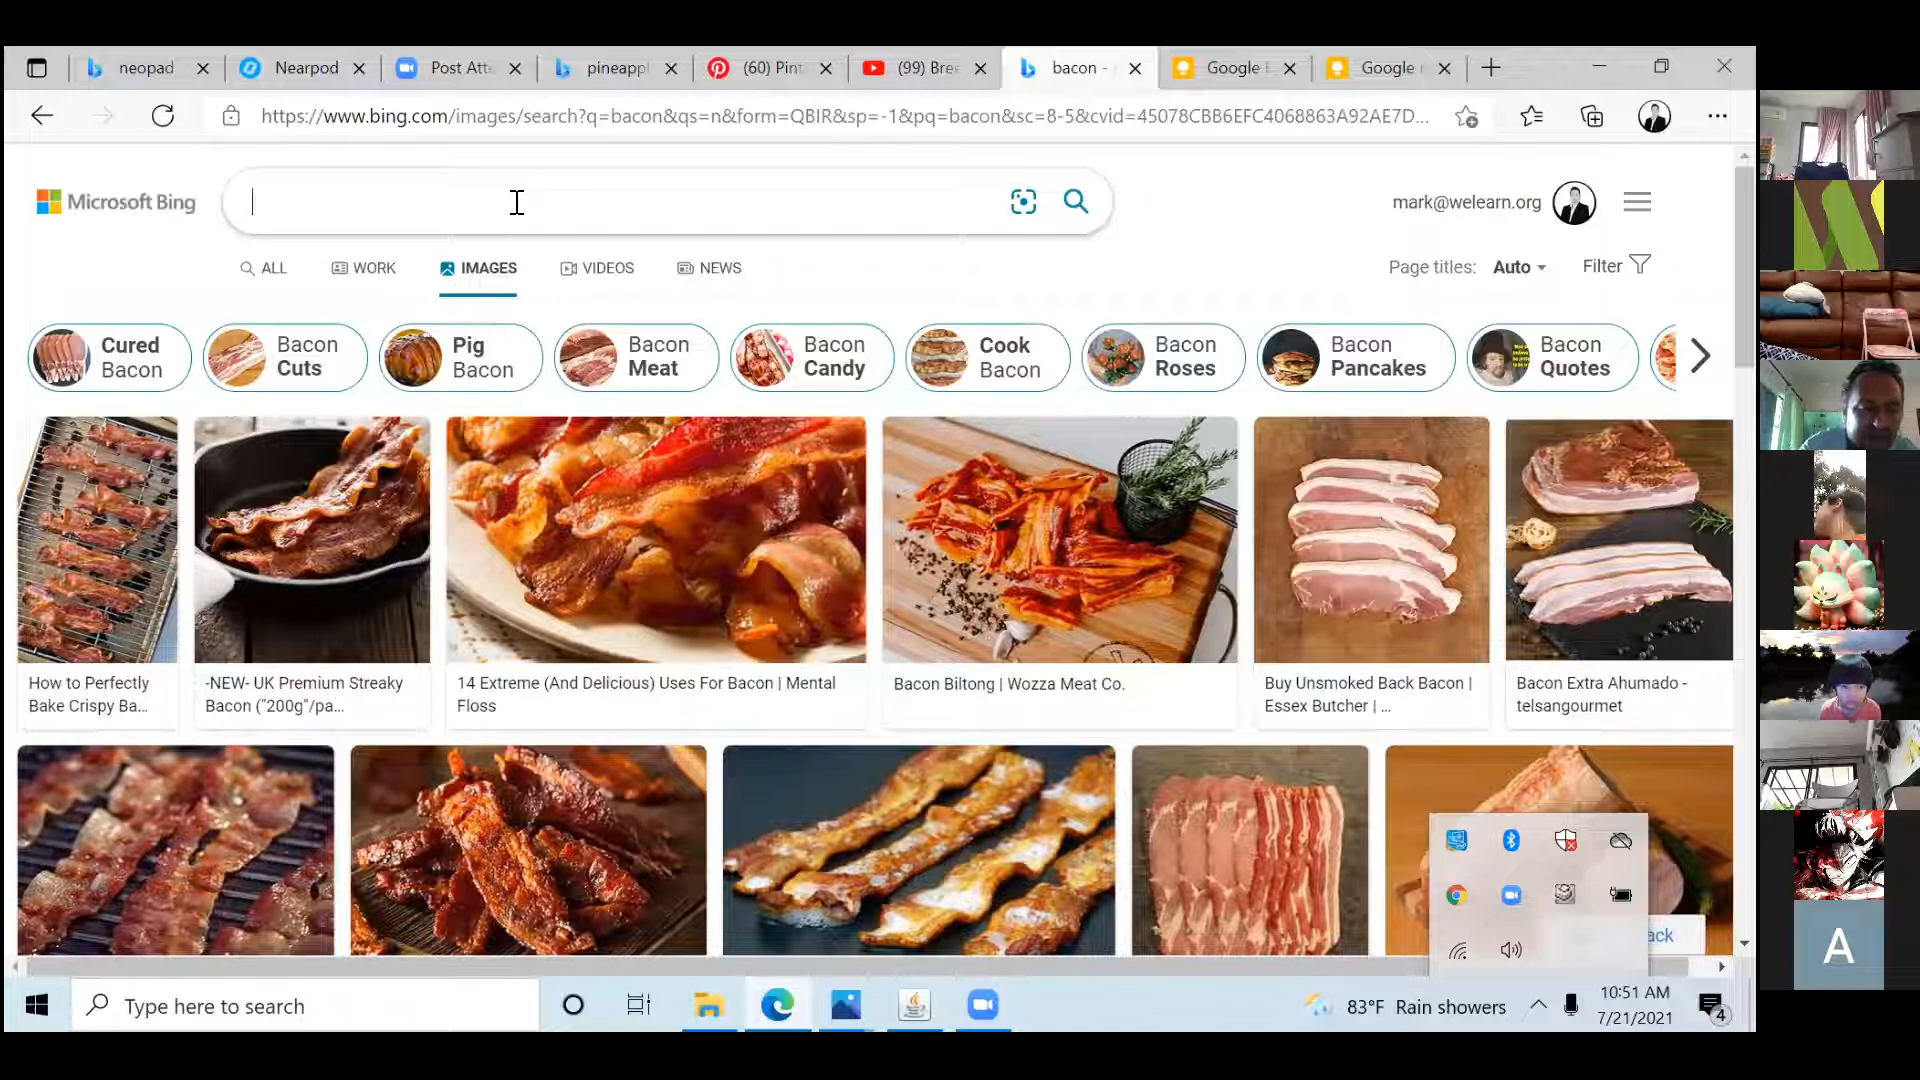 neopad
Nearpod
Post Atte
pineappl
(60) Pint
(99) Bree
bacon -
Google
Google
https://www.bing.com/images/search?q=bacon&qs=n&form=QBIR&sp=-1&pq=bacon&sc=8-5&cvid=45078CBB6EFC4068863A92AE7D...
Microsoft Bing
mark@welearn.org
ALL
WORK
IMAGES
VIDEOS
NEWS
Page titles: Auto
Filter
Cured
Bacon
Bacon
Cuts
Pig
Bacon
Bacon
Meat
Bacon
Candy
Cook
Bacon
Bacon
Roses
Bacon
Pancakes
Bacon
Quotes
How to Perfectly
Bake Crispy Ba...
-NEW- UK Premium Streaky
Bacon ("200g"/pa...
14 Extreme (And Delicious) Uses For Bacon | Mental
Floss
Bacon Biltong | Wozza Meat Co.
Buy Unsmoked Back Bacon |
Essex Butcher | ...
Bacon Extra Ahumado -
telsangourmet
ack
A
Type here to search
83°F Rain showers
10:51 AM
7/21/2021
4